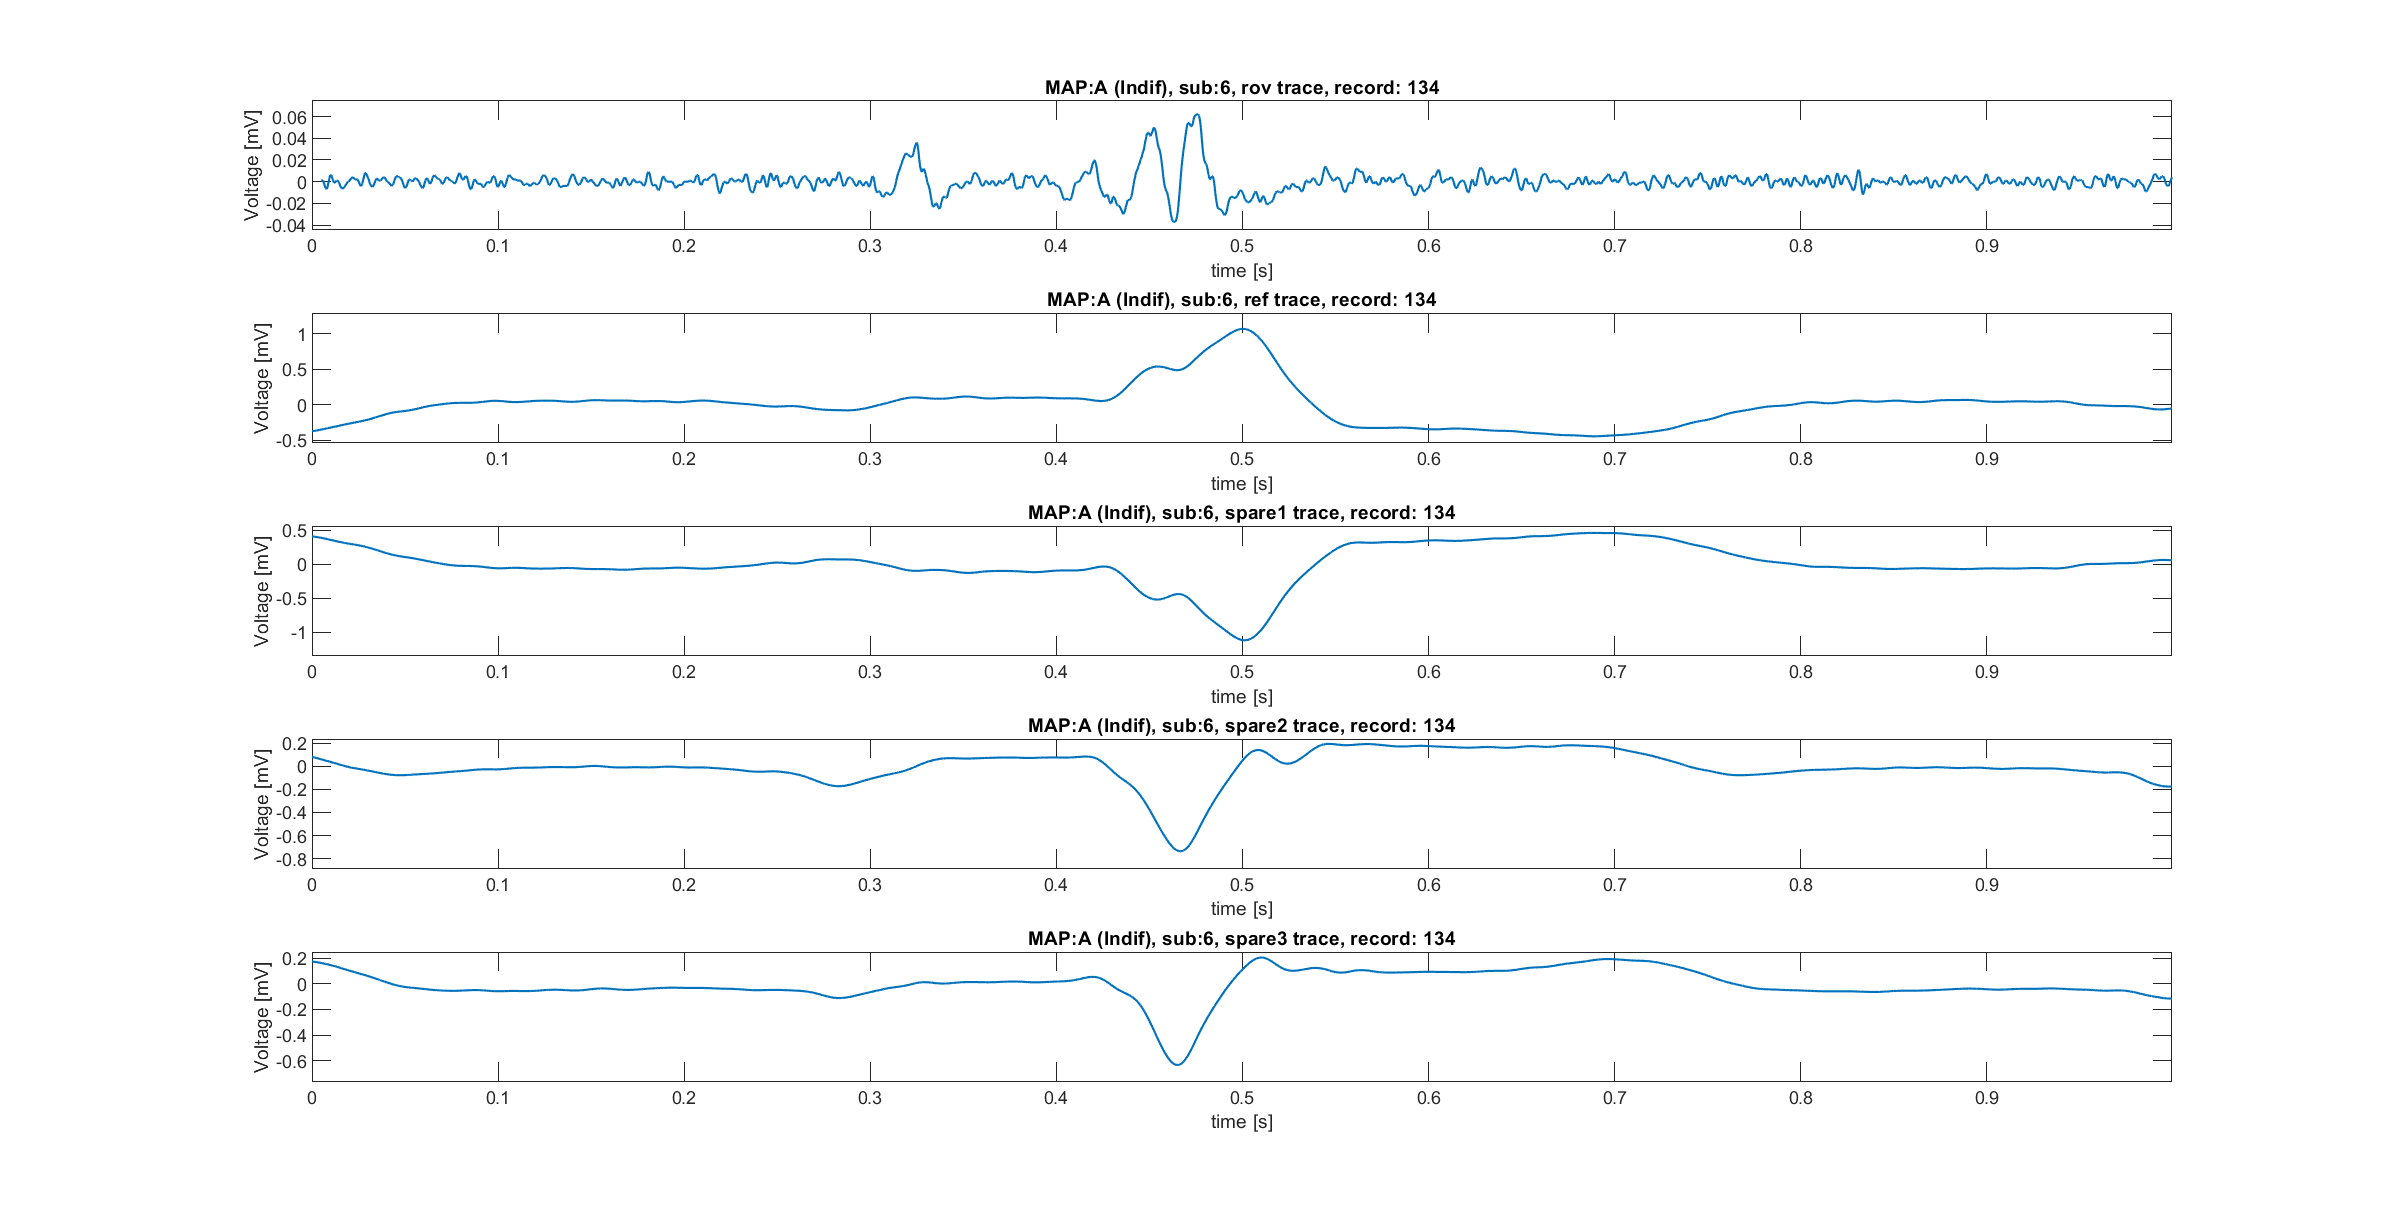 MAP:A (Indif), sub:6, rov trace, record: 134
Voltage [mV]
0.06
0.04
0.02
0
-0.02
-0.04
0 0.1 0.2 0.3 0.4 0.5 0.6 0.7 0.8 0.9
time [s]
MAP:A (Indif), sub:6, ref trace, record: 134
Voltage [mV]
1
0.5
0
-0.5
0 0.1 0.2 0.3 0.4 0.5 0.6 0.7 0.8 0.9
time [s]
MAP:A (Indif), sub:6, spare1 trace, record: 134
Voltage [mV]
0.5
0
-0.5
-1
0 0.1 0.2 0.3 0.4 0.5 0.6 0.7 0.8 0.9
time [s]
MAP:A (Indif), sub:6, spare2 trace, record: 134
Voltage [mV]
0.2
0
-0.2
-0.4
-0.6
-0.8
0 0.1 0.2 0.3 0.4 0.5 0.6 0.7 0.8 0.9
time [s]
MAP:A (Indif), sub:6, spare3 trace, record: 134
Voltage [mV]
0.2
0
-0.2
-0.4
-0.6
0 0.1 0.2 0.3 0.4 0.5 0.6 0.7 0.8 0.9
time [s]